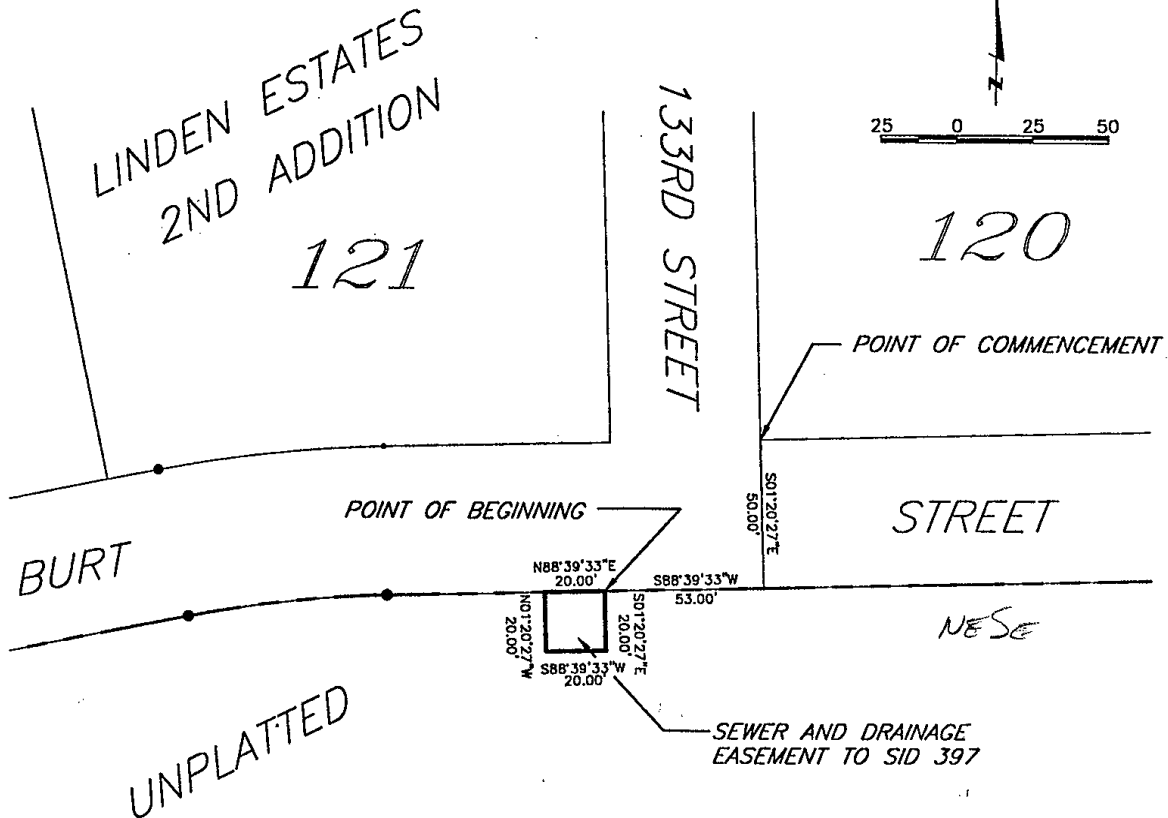 LINDEN ESTATES
2ND ADDITION
121
133RD STREET
N
25 0 25 50
120
POINT OF COMMENCEMENT
S01°20'27"E
50.00'
POINT OF BEGINNING
STREET
BURT
N88°39'33"E
20.00'
S88°39'33"W
53.00'
N01°20'27"W
20.00'
S01°20'27"E
20.00'
S88°39'33"W
20.00'
NESE
SEWER AND DRAINAGE
EASEMENT TO SID 397
UNPLATTED